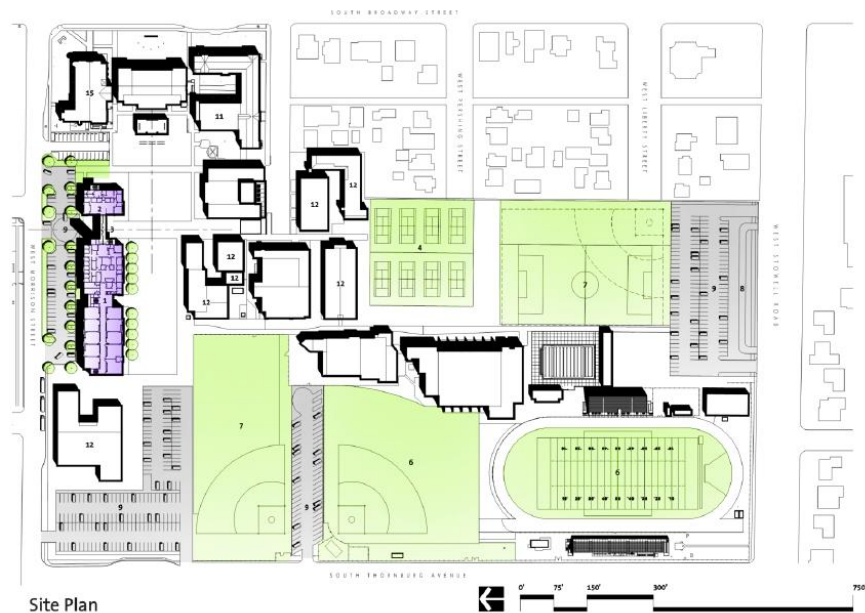 SOUTH BROADWAY STREET
15
11
WEST PERSHING STREET
WEST LIBERTY STREET
2
12
12
9
3
4
WEST MORRISON STREET
12
12
12
12
7
9
8
WEST STOWELL ROAD
1
7
12
6
6
9
9
SOUTH THORNBURG AVENUE
Site Plan
0' 75' 150' 300' 750'